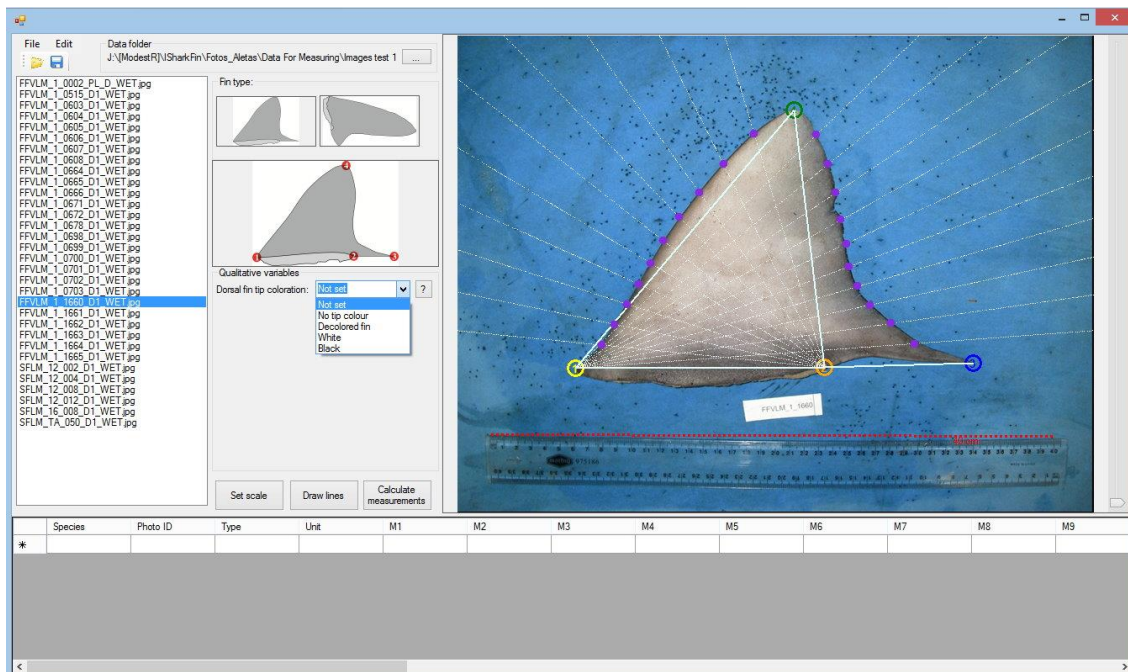 File Edit
Data folder
J:\[ModestR]\ISharkFin\Fotos_Aletas\Data For Measuring\Images test 1 ...
FFVLM_1_0002_PL_D_WET.jpg
FFVLM_1_0515_D1_WET.jpg
FFVLM_1_0603_D1_WET.jpg
FFVLM_1_0604_D1_WET.jpg
FFVLM_1_0605_D1_WET.jpg
FFVLM_1_0606_D1_WET.jpg
FFVLM_1_0607_D1_WET.jpg
FFVLM_1_0608_D1_WET.jpg
FFVLM_1_0664_D1_WET.jpg
FFVLM_1_0665_D1_WET.jpg
FFVLM_1_0666_D1_WET.jpg
FFVLM_1_0671_D1_WET.jpg
FFVLM_1_0672_D1_WET.jpg
FFVLM_1_0678_D1_WET.jpg
FFVLM_1_0698_D1_WET.jpg
FFVLM_1_0699_D1_WET.jpg
FFVLM_1_0700_D1_WET.jpg
FFVLM_1_0701_D1_WET.jpg
FFVLM_1_0702_D1_WET.jpg
FFVLM_1_0703_D1_WET.jpg
FFVLM_1_1660_D1_WET.jpg
FFVLM_1_1661_D1_WET.jpg
FFVLM_1_1662_D1_WET.jpg
FFVLM_1_1663_D1_WET.jpg
FFVLM_1_1664_D1_WET.jpg
FFVLM_1_1665_D1_WET.jpg
SFLM_12_002_D1_WET.jpg
SFLM_12_004_D1_WET.jpg
SFLM_12_008_D1_WET.jpg
SFLM_12_012_D1_WET.jpg
SFLM_16_008_D1_WET.jpg
SFLM_TA_050_D1_WET.jpg
Fin type:
4
1 2 3
Qualitative variables
Dorsal fin tip coloration: Not set ?
Not set
No tip colour
Decolored fin
White
Black
Set scale Draw lines Calculate measurements
FFVLM_1_1660
Species Photo ID Type Unit M1 M2 M3 M4 M5 M6 M7 M8 M9